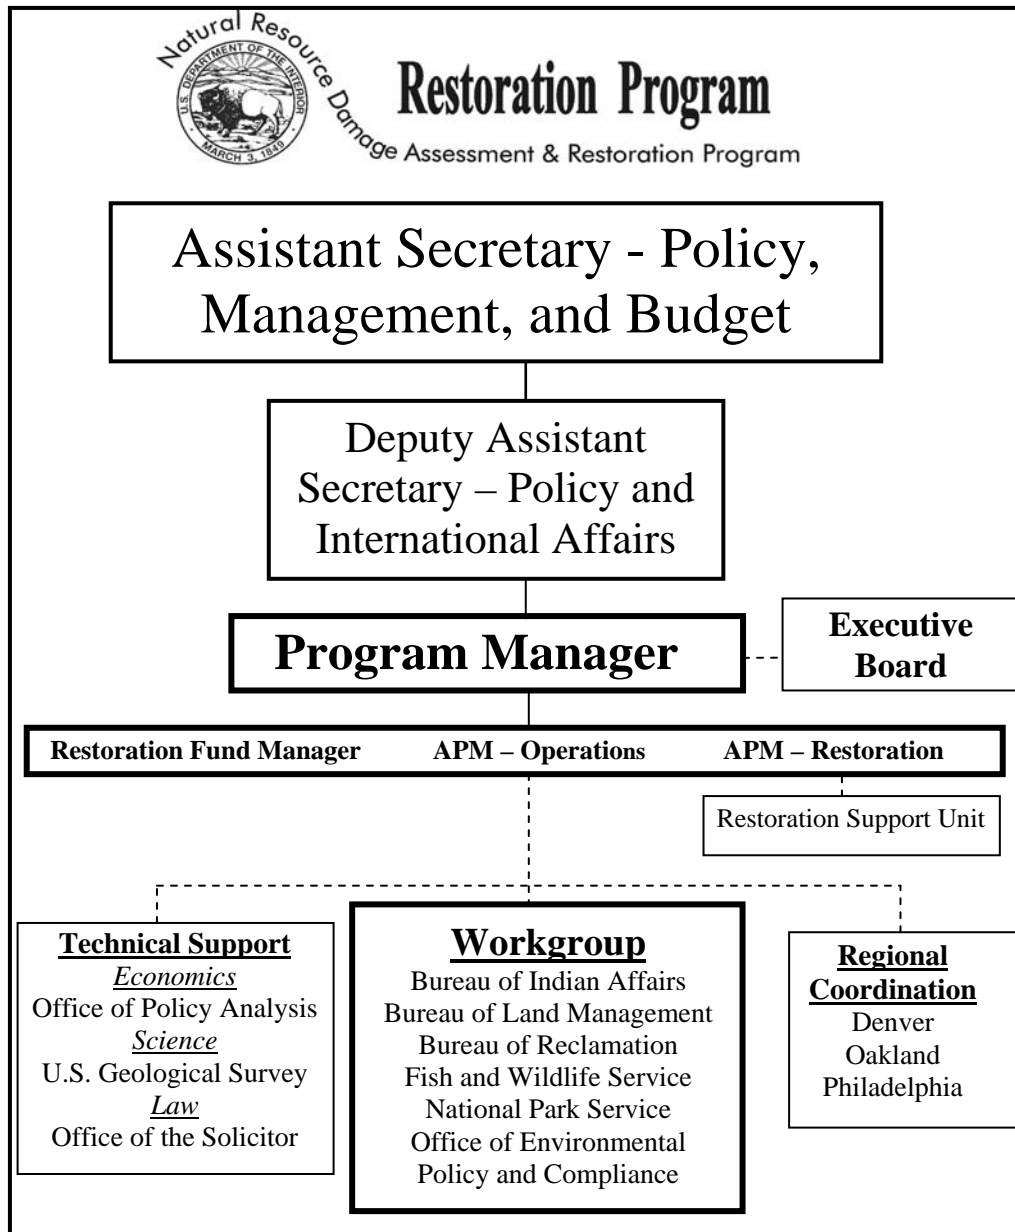 Natural Resource Damage Assessment & Restoration Program
U.S. DEPARTMENT OF THE INTERIOR
MARCH 3, 1849
Restoration Program
Assistant Secretary - Policy,
Management, and Budget
Deputy Assistant
Secretary – Policy and
International Affairs
Program Manager
Executive
Board
Restoration Fund Manager
APM – Operations
APM – Restoration
Restoration Support Unit
Technical Support
Economics
Office of Policy Analysis
Science
U.S. Geological Survey
Law
Office of the Solicitor
Workgroup
Bureau of Indian Affairs
Bureau of Land Management
Bureau of Reclamation
Fish and Wildlife Service
National Park Service
Office of Environmental
Policy and Compliance
Regional
Coordination
Denver
Oakland
Philadelphia